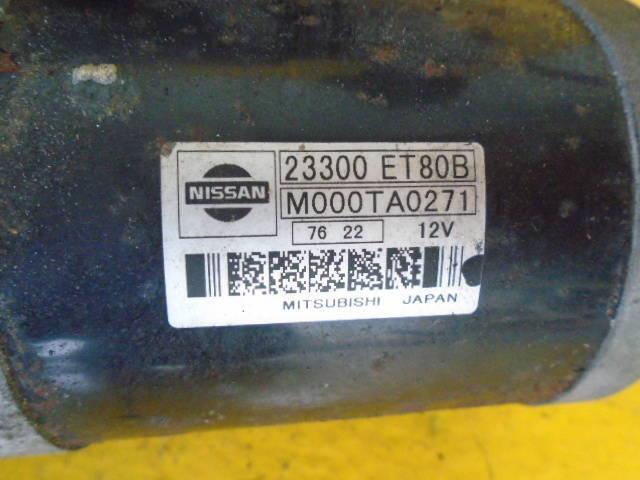 NISSAN
23300 ET80B
M000TA0271
76 22 12V
MITSUBISHI JAPAN